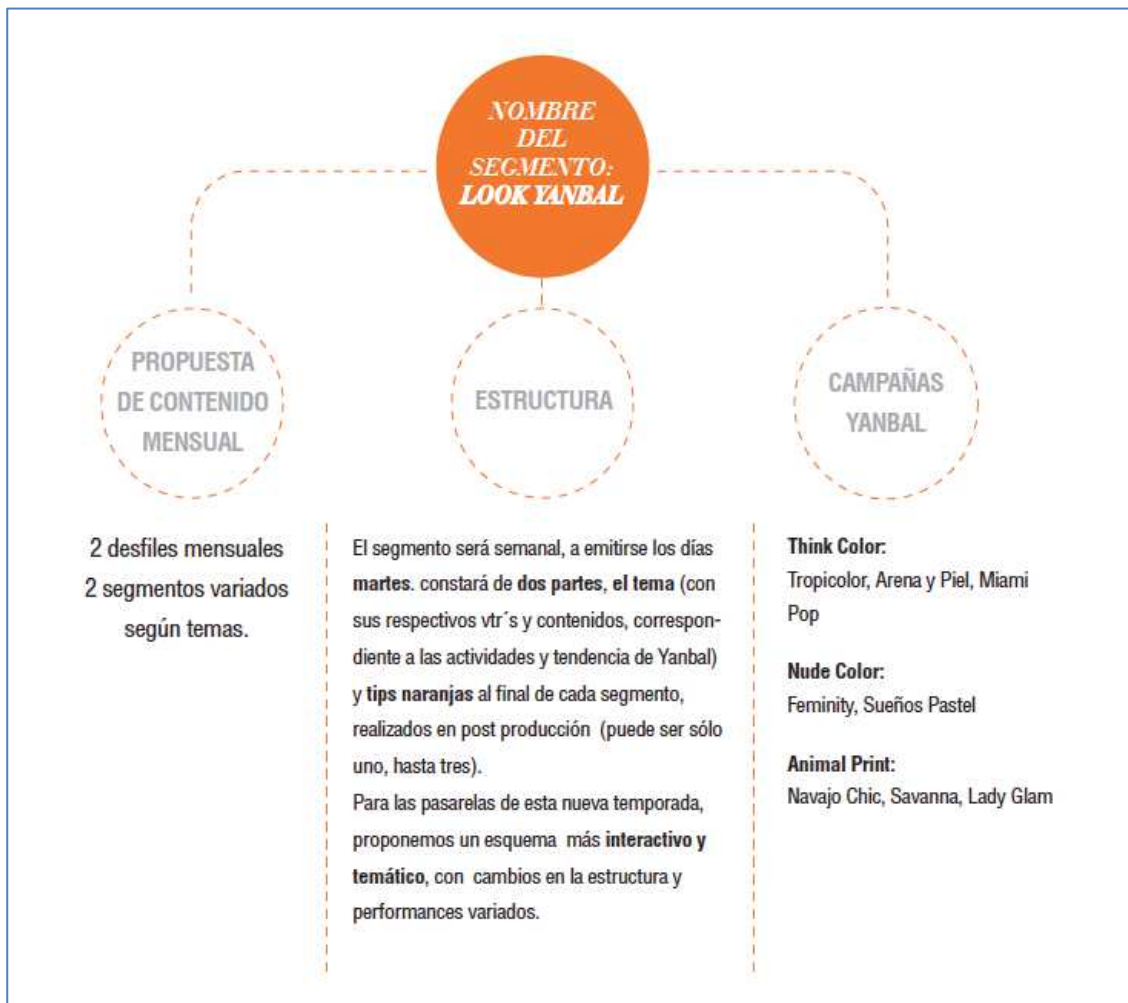 NOMBRE
DEL
SEGMENTO:
LOOK YANBAL
PROPUESTA
DE CONTENIDO
MENSUAL
2 desfiles mensuales
2 segmentos variados
según temas.
ESTRUCTURA
El segmento será semanal, a emitirse los días
martes. constará de dos partes, el tema (con
sus respectivos vtr´s y contenidos, correspon-
diente a las actividades y tendencia de Yanbal)
y tips naranjas al final de cada segmento,
realizados en post producción (puede ser sólo
uno, hasta tres).
Para las pasarelas de esta nueva temporada,
proponemos un esquema más interactivo y
temático, con cambios en la estructura y
performances variados.
CAMPAÑAS
YANBAL
Think Color:
Tropicolor, Arena y Piel, Miami
Pop
Nude Color:
Feminity, Sueños Pastel
Animal Print:
Navajo Chic, Savanna, Lady Glam